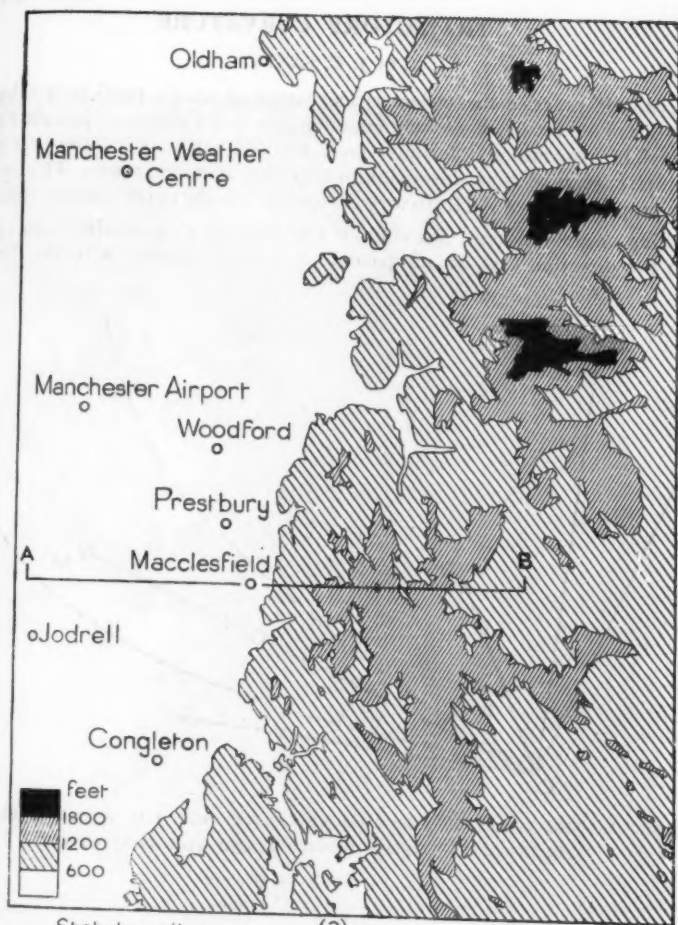 Oldham
Manchester Weather
Centre
Manchester Airport
Woodford
Prestbury
A
B
Macclesfield
Jodrell
Congleton
feet
1800
1200
600